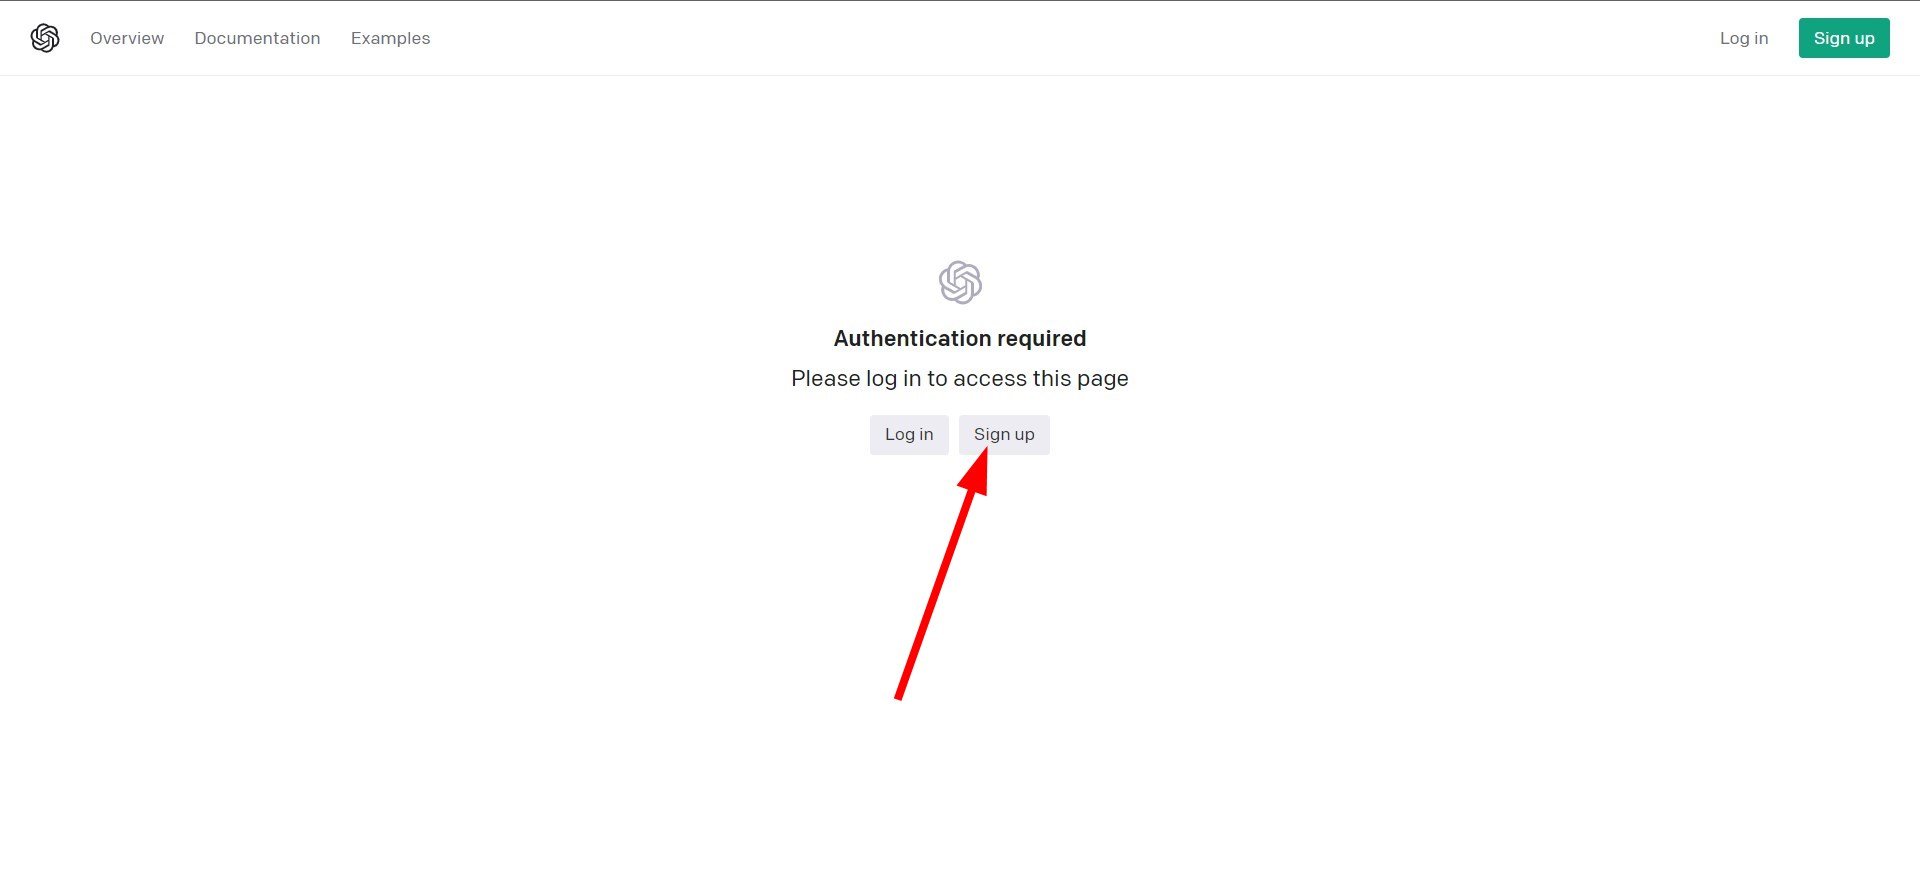 Overview Documentation Examples Log in Sign up
Authentication required
Please log in to access this page
Log in Sign up